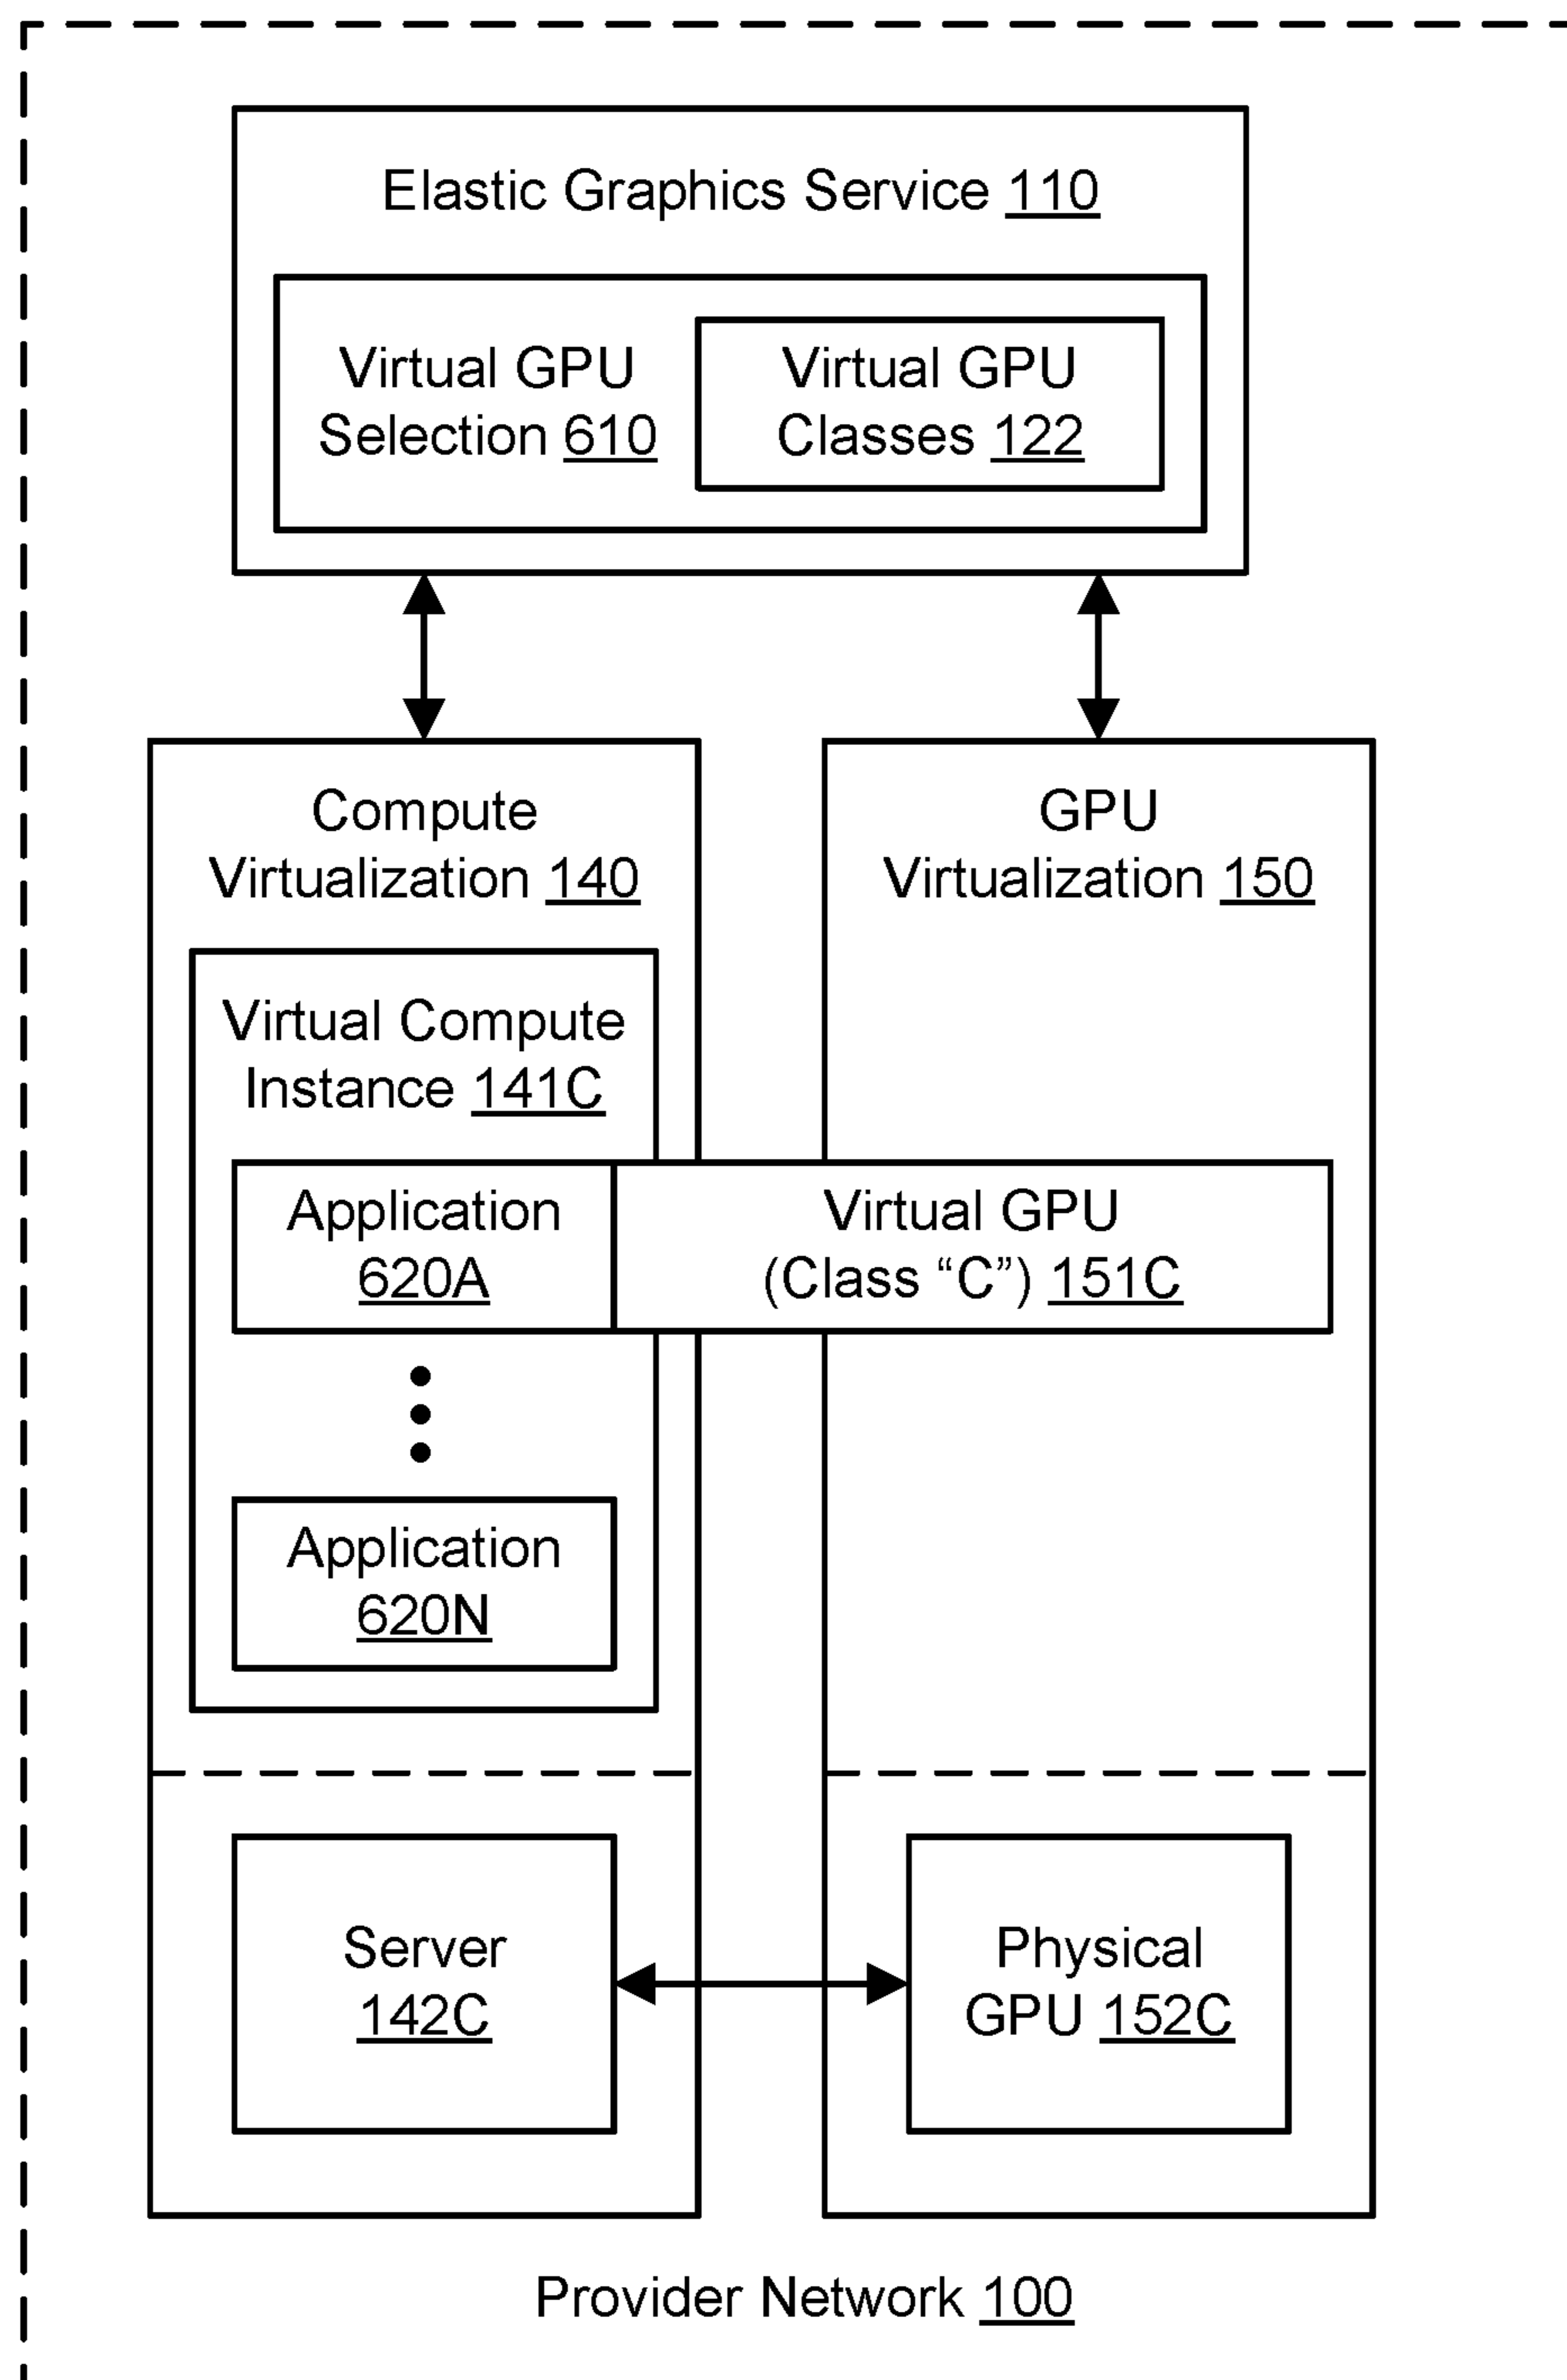 Elastic Graphics Service 110
Virtual GPU
Selection 610
Virtual GPU
Classes 122
Compute
Virtualization 140
GPU
Virtualization 150
Virtual Compute
Instance 141C
Application
620A
Virtual GPU
(Class “C”) 151C
Application
620N
Server
142C
Physical
GPU 152C
Provider Network 100